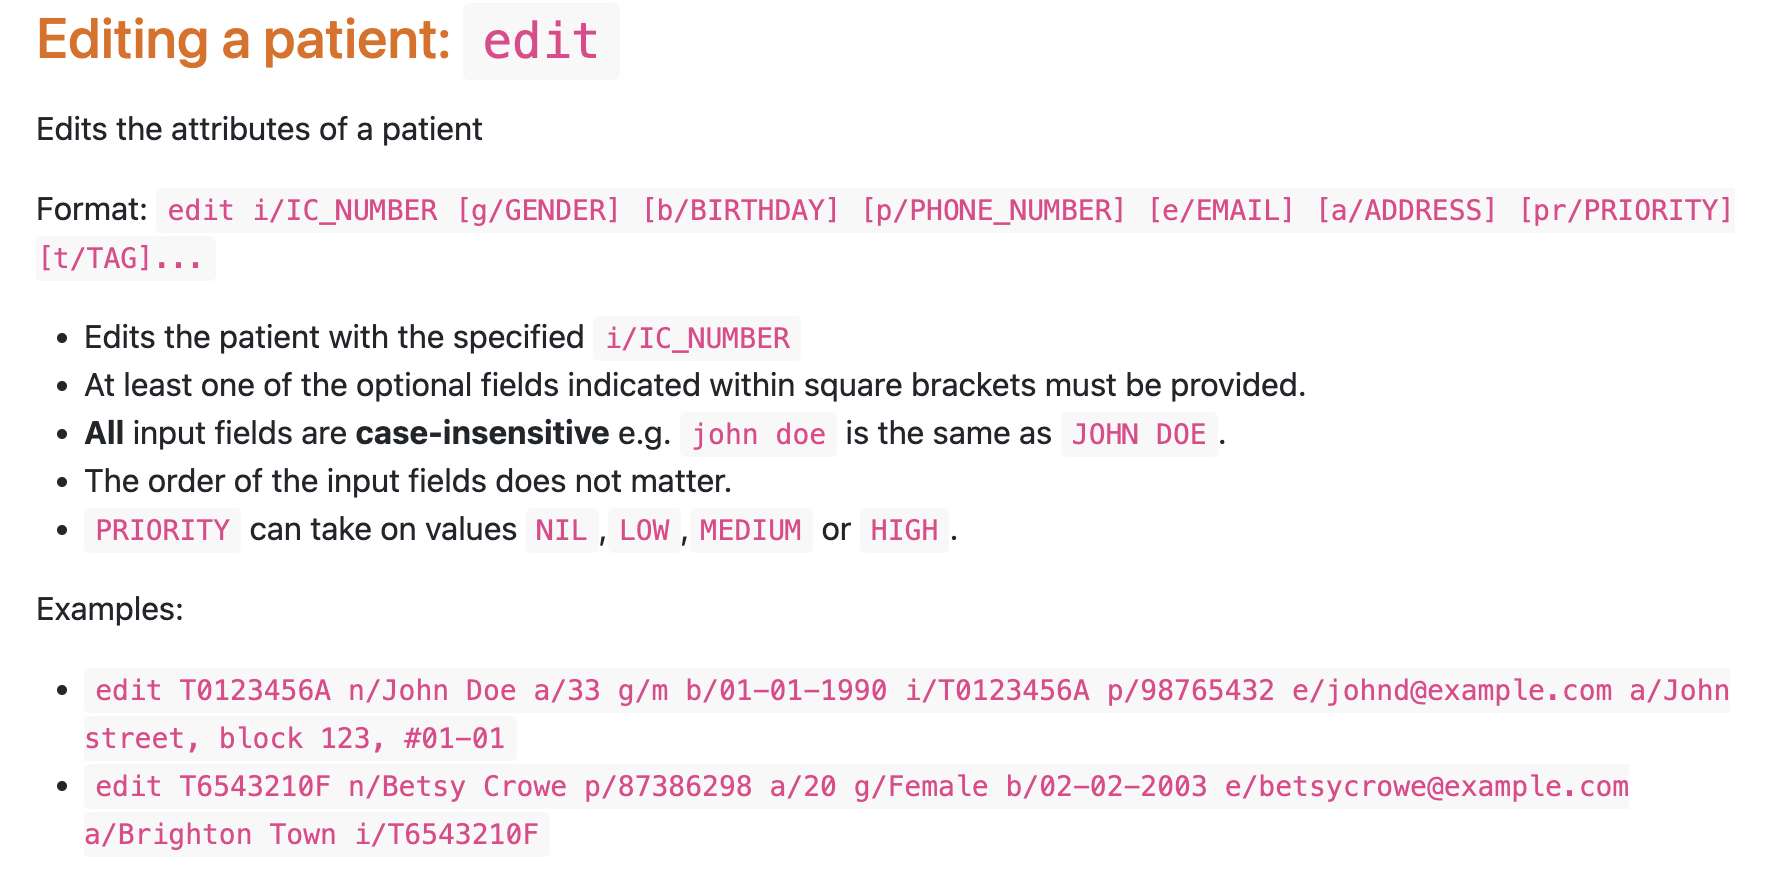 Editing a patient: edit
Edits the attributes of a patient
Format: edit i/IC_NUMBER [g/GENDER] [b/BIRTHDAY] [p/PHONE_NUMBER] [e/EMAIL] [a/ADDRESS] [pr/PRIORITY]
[t/TAG]...
• Edits the patient with the specified i/IC_NUMBER
• At least one of the optional fields indicated within square brackets must be provided.
• All input fields are case-insensitive e.g. john doe is the same as JOHN DOE.
• The order of the input fields does not matter.
• PRIORITY can take on values NIL, LOW, MEDIUM or HIGH.
Examples:
• edit T0123456A n/John Doe a/33 g/m b/01-01-1990 i/T0123456A p/98765432 e/johnd@example.com a/John
street, block 123, #01-01
• edit T6543210F n/Betsy Crowe p/87386298 a/20 g/Female b/02-02-2003 e/betsycrowe@example.com
a/Brighton Town i/T6543210F